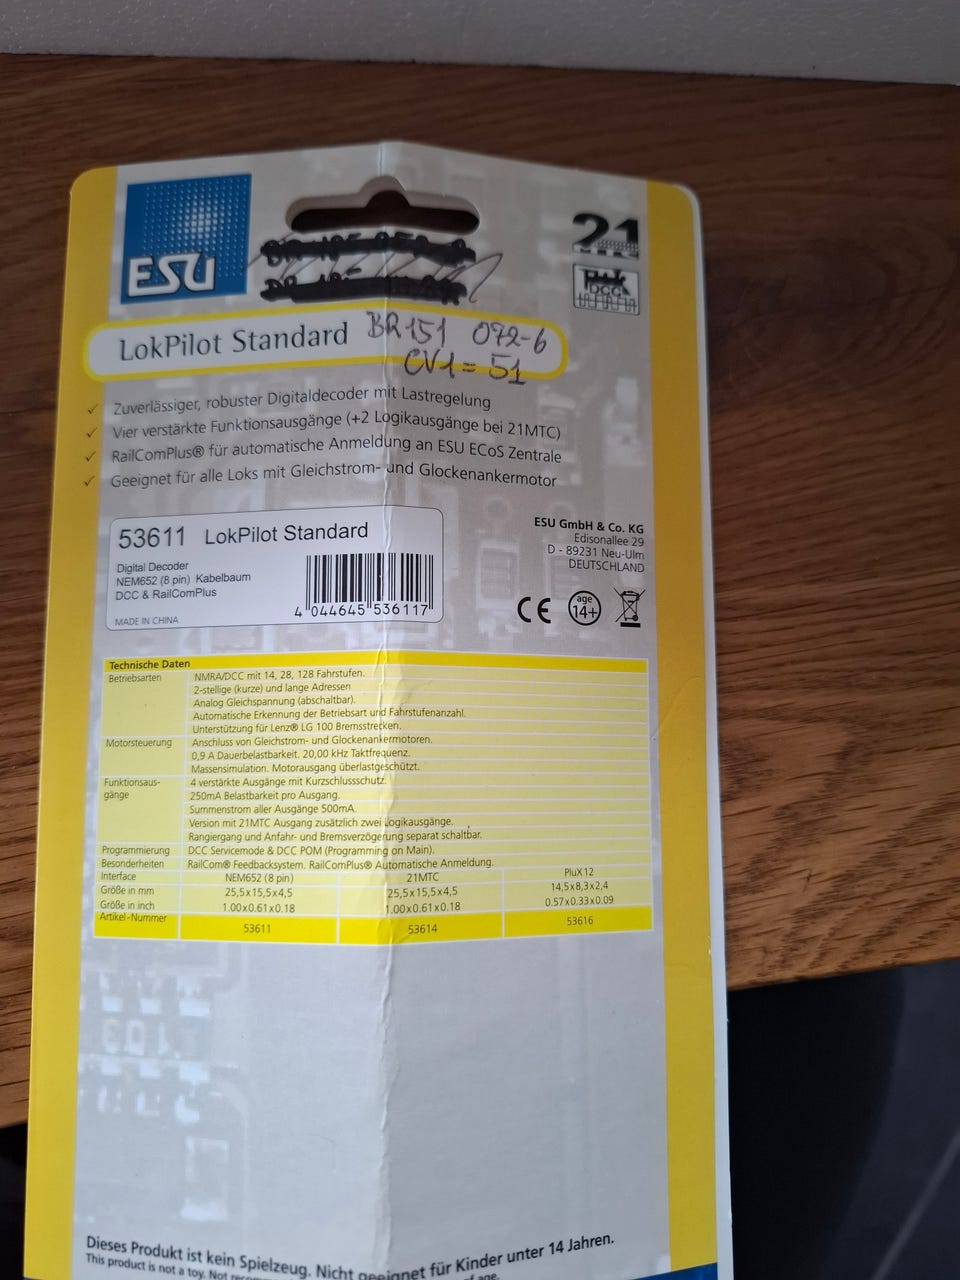 ESU
21
MTC
DCC
LokPilot Standard BR151 072-6
CV1 = 51
✓ Zuverlässiger, robuster Digitaldecoder mit Lastregelung
✓ Vier verstärkte Funktionsausgänge (+2 Logikausgänge bei 21MTC)
✓ RailComPlus® für automatische Anmeldung an ESU ECoS Zentrale
✓ Geeignet für alle Loks mit Gleichstrom- und Glockenankermotor
53611 LokPilot Standard
Digital Decoder
NEM652 (8 pin) Kabelbaum
DCC & RailComPlus
MADE IN CHINA
4 044645 536117
ESU GmbH & Co. KG
Edisonallee 29
D - 89231 Neu-Ulm
DEUTSCHLAND
CE
age
14+
Technische Daten
Betriebsarten NMRA/DCC mit 14, 28, 128 Fahrstufen.
2-stellige (kurze) und lange Adressen
Analog Gleichspannung (abschaltbar).
Automatische Erkennung der Betriebsart und Fahrstufenanzahl.
Unterstützung für Lenz® LG 100 Bremsstrecken.
Motorsteuerung Anschluss von Gleichstrom- und Glockenankermotoren.
0,9 A Dauerbelastbarkeit. 20,00 kHz Taktfrequenz.
Massensimulation. Motorausgang überlastgeschützt.
Funktionsaus- 4 verstärkte Ausgänge mit Kurzschlussschutz.
gänge 250mA Belastbarkeit pro Ausgang.
Summenstrom aller Ausgänge 500mA.
Version mit 21MTC Ausgang zusätzlich zwei Logikausgänge.
Rangiergang und Anfahr- und Bremsverzögerung separat schaltbar.
Programmierung DCC Servicemode & DCC POM (Programming on Main).
Besonderheiten RailCom® Feedbacksystem. RailComPlus® Automatische Anmeldung.
Interface NEM652 (8 pin) 21MTC PluX12
Größe in mm 25,5x15,5x4,5 25,5x15,5x4,5 14,5x8,3x2,4
Größe in inch 1.00x0.61x0.18 1.00x0.61x0.18 0.57x0.33x0.09
Artikel-Nummer 53611 53614 53616
Dieses Produkt ist kein Spielzeug. Nicht geeignet für Kinder unter 14 Jahren.
This product is not a toy. Not of age.